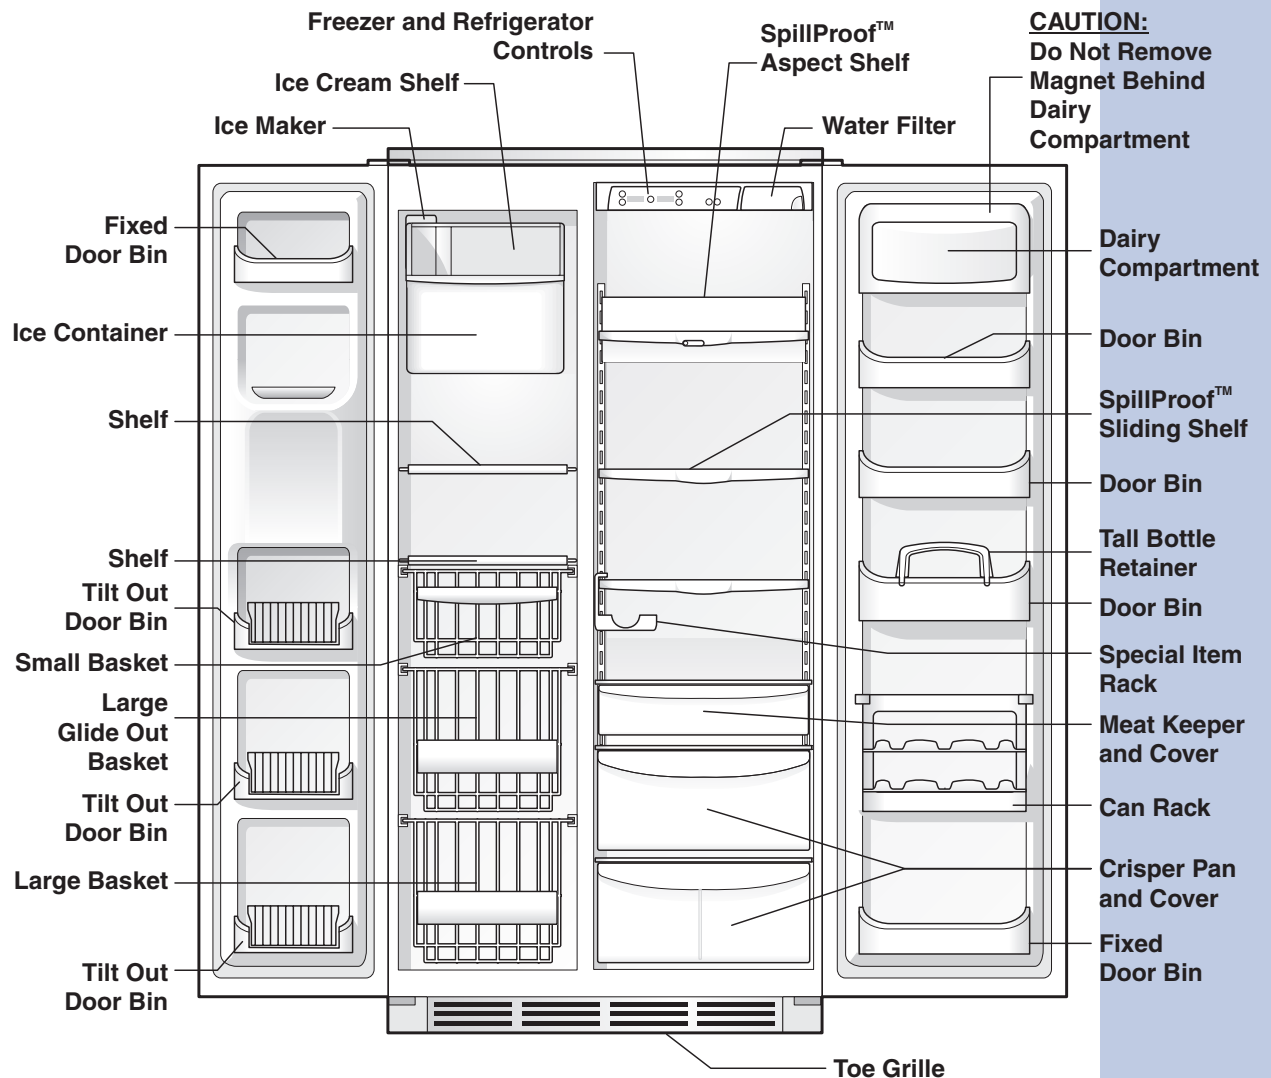 Freezer and Refrigerator
Controls
SpillProof™
Aspect Shelf
CAUTION:
Do Not Remove
Magnet Behind
Dairy
Compartment
Ice Cream Shelf
Ice Maker
Water Filter
Fixed
Door Bin
Ice Container
Shelf
Shelf
Tilt Out
Door Bin
Small Basket
Large
Glide Out
Basket
Tilt Out
Door Bin
Large Basket
Tilt Out
Door Bin
Dairy
Compartment
Door Bin
SpillProof™
Sliding Shelf
Door Bin
Tall Bottle
Retainer
Door Bin
Special Item
Rack
Meat Keeper
and Cover
Can Rack
Crisper Pan
and Cover
Fixed
Door Bin
Toe Grille